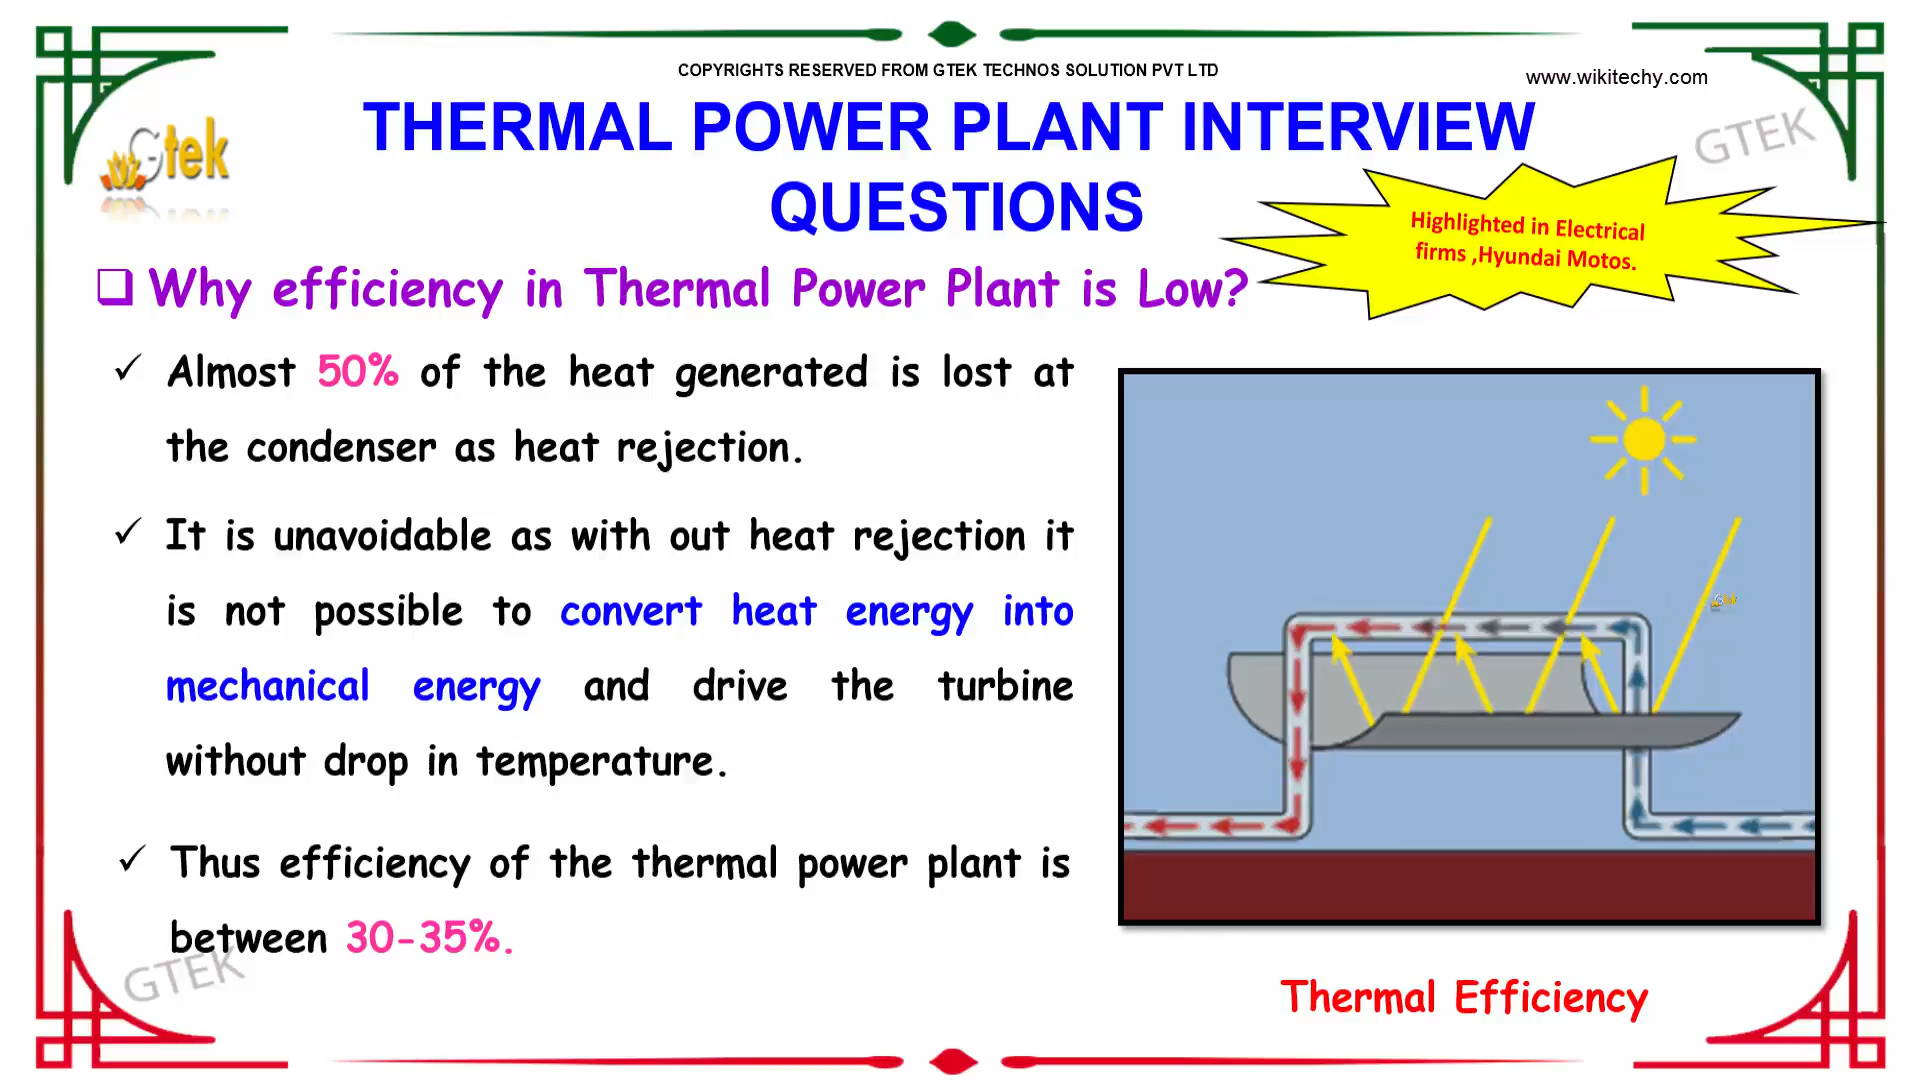 COPYRIGHTS RESERVED FROM GTEK TECHNOS SOLUTION PVT LTD
www.wikitechy.com
Gtek
GTEK
THERMAL POWER PLANT INTERVIEW
QUESTIONS
Highlighted in Electrical
firms ,Hyundai Motos.
Why efficiency in Thermal Power Plant is Low?
Almost 50% of the heat generated is lost at
the condenser as heat rejection.
It is unavoidable as with out heat rejection it
is not possible to convert heat energy into
mechanical energy and drive the turbine
without drop in temperature.
Thus efficiency of the thermal power plant is
between 30-35%.
GTEK
Thermal Efficiency